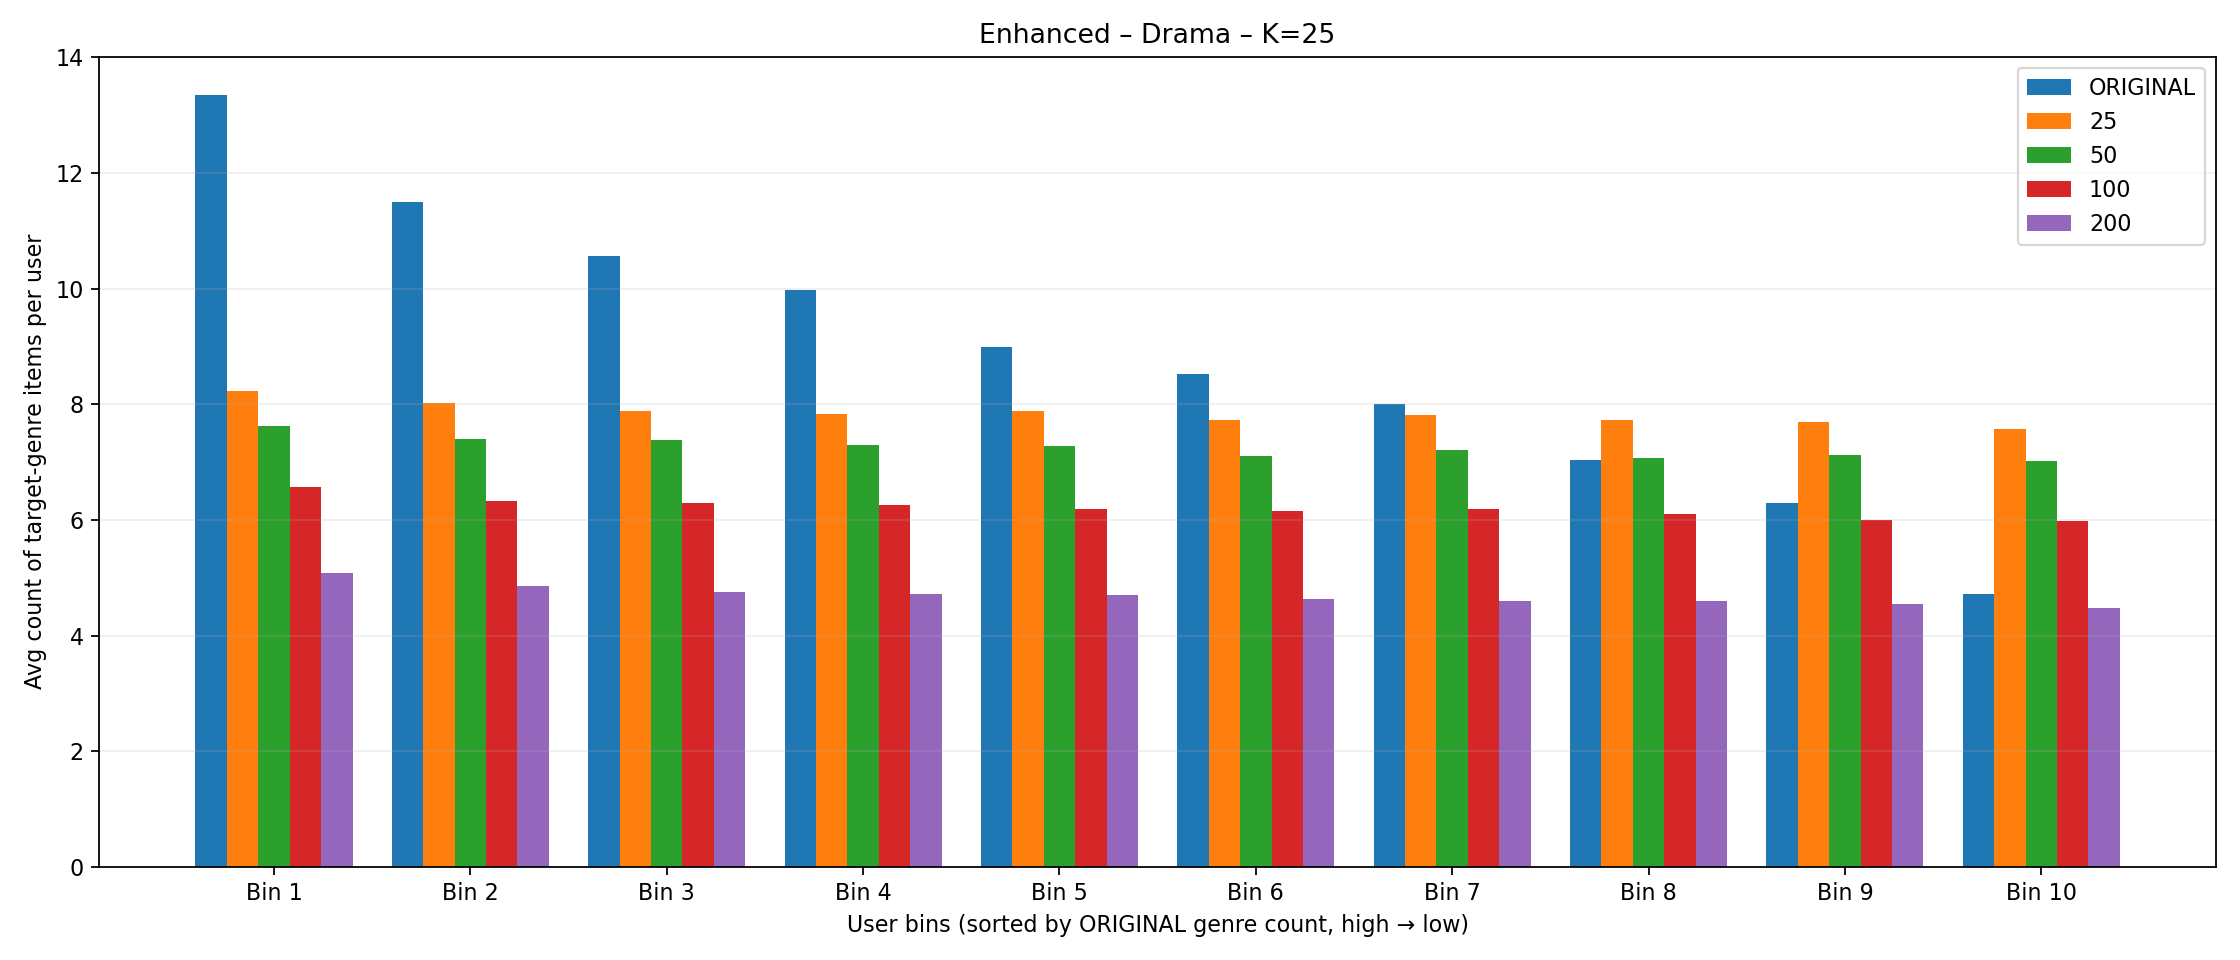 Enhanced – Drama – K=25
Avg count of target-genre items per user
14
12
10
8
6
4
2
0
ORIGINAL
25
50
100
200
Bin 1
Bin 2
Bin 3
Bin 4
Bin 5
Bin 6
Bin 7
Bin 8
Bin 9
Bin 10
User bins (sorted by ORIGINAL genre count, high → low)